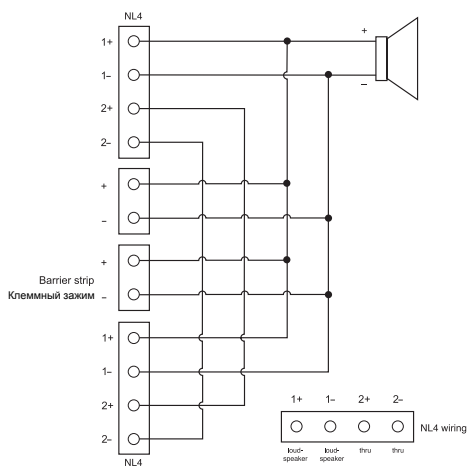 NL4
1+
1–
2+
2–
+
–
+
–
+
–
Barrier strip
Клеммный зажим
1+
1–
2+
2–
NL4
1+ 1– 2+ 2–
NL4 wiring
loud-speaker loud-speaker thru thru